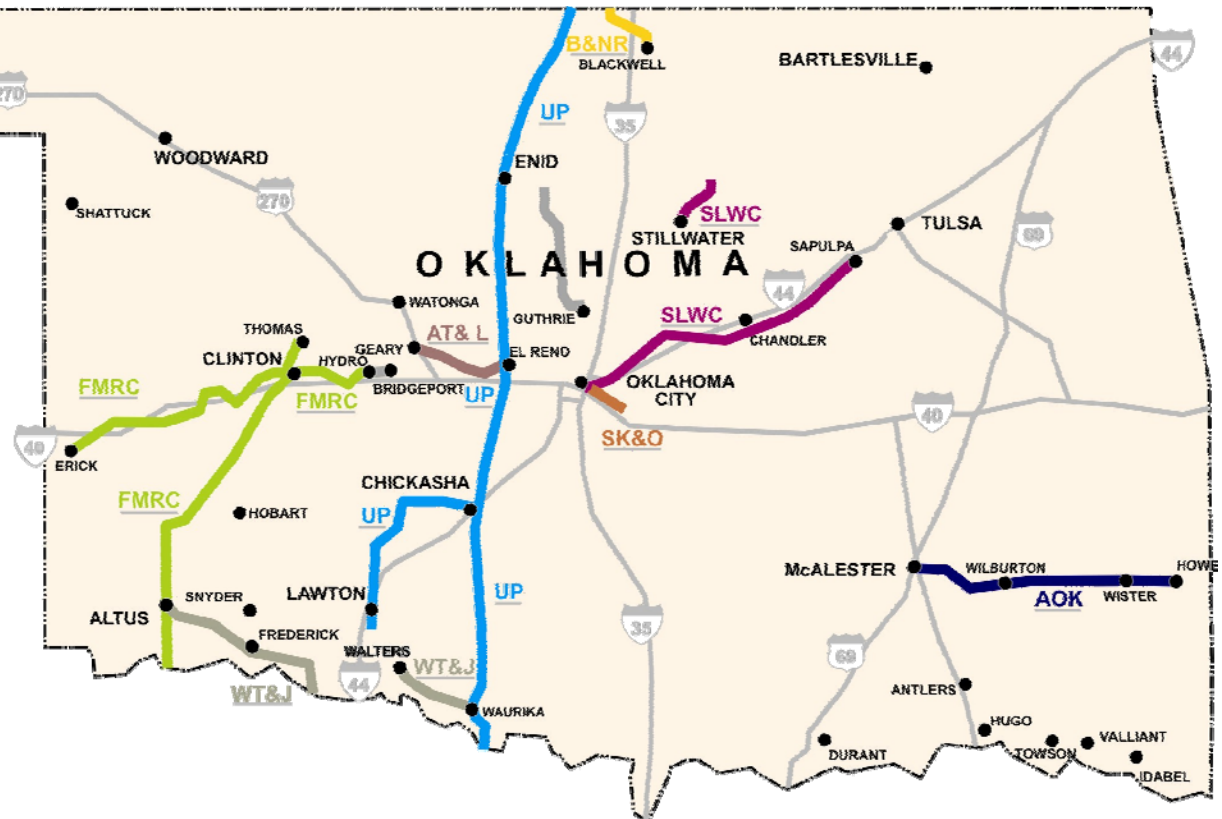 B&NR
BLACKWELL
BARTLESVILLE
44
270
UP
35
WOODWARD
ENID
270
SHATTUCK
SLWC
STILLWATER
TULSA
69
SAPULPA
OKLAHOMA
44
WATONGA
GUTHRIE
SLWC
THOMAS
AT& L
CHANDLER
CLINTON
HYDRO
GEARY
EL RENO
BRIDGEPORT
OKLAHOMA
CITY
FMRC
FMRC
UP
40
SK&O
40
ERICK
CHICKASHA
FMRC
HOBART
UP
McALESTER
WILBURTON
HOWE
SNYDER
LAWTON
UP
AOK
WISTER
ALTUS
FREDERICK
35
WALTERS
WT&J
69
44
WT&J
ANTLERS
WAURIKA
HUGO
DURANT
TOWSON
VALLIANT
IDABEL